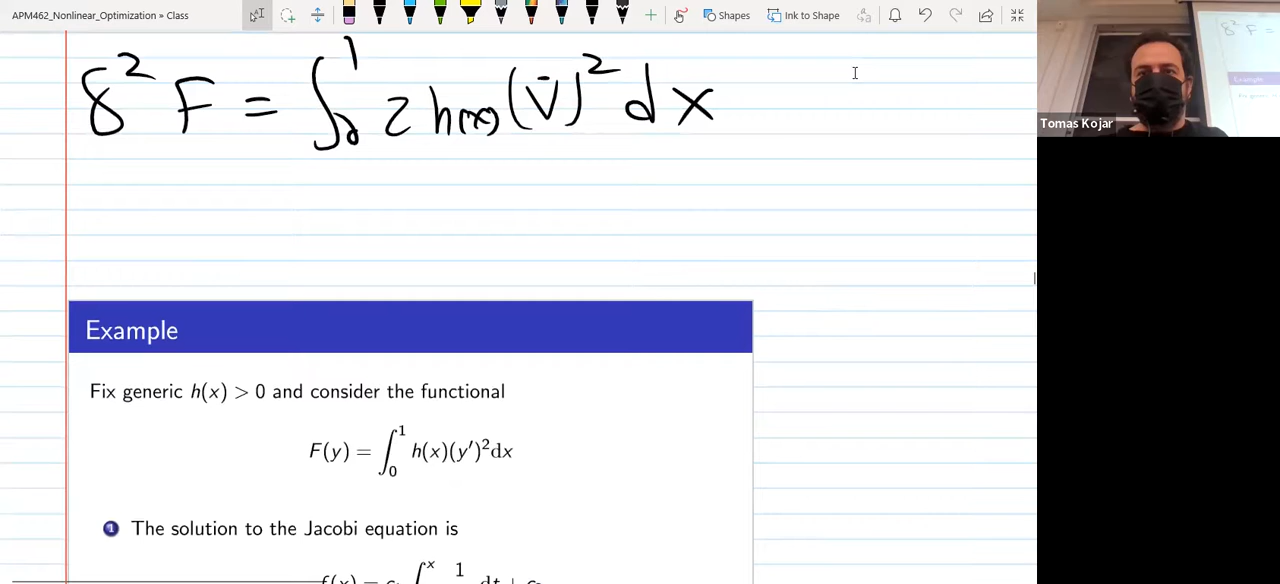 APM462_Nonlinear_Optimization » Class
Shapes
Ink to Shape
δ² F = ∫₀¹ 2 h(x) (v̇)² dx
Tomas Kojar
Example
Fix generic h(x) > 0 and consider the functional
F(y) = ∫₀¹ h(x)(y′)²dx
1 The solution to the Jacobi equation is